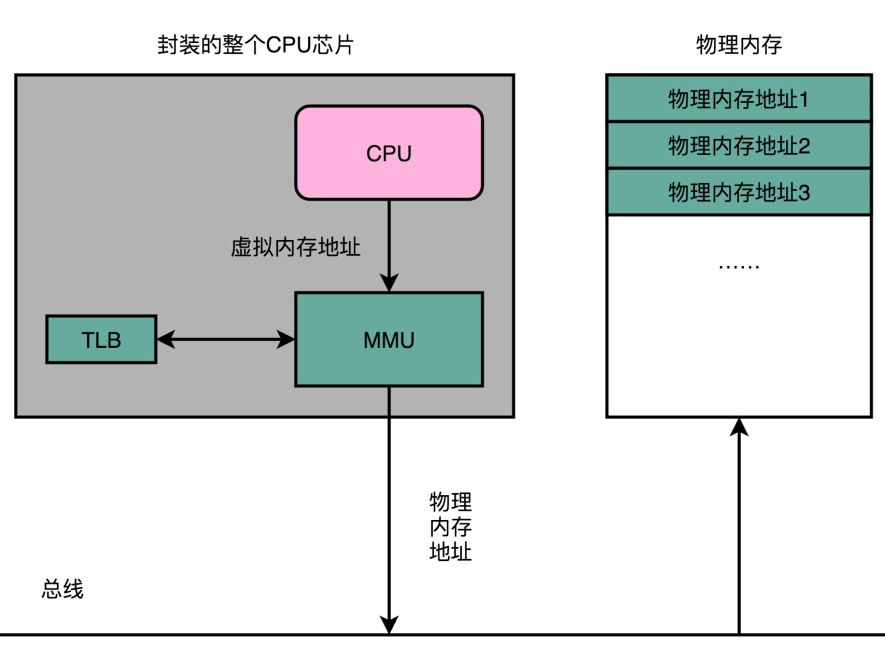 封装的整个CPU芯片
物理内存
物理内存地址1
物理内存地址2
物理内存地址3
……
CPU
虚拟内存地址
TLB
MMU
物理
内存
地址
总线